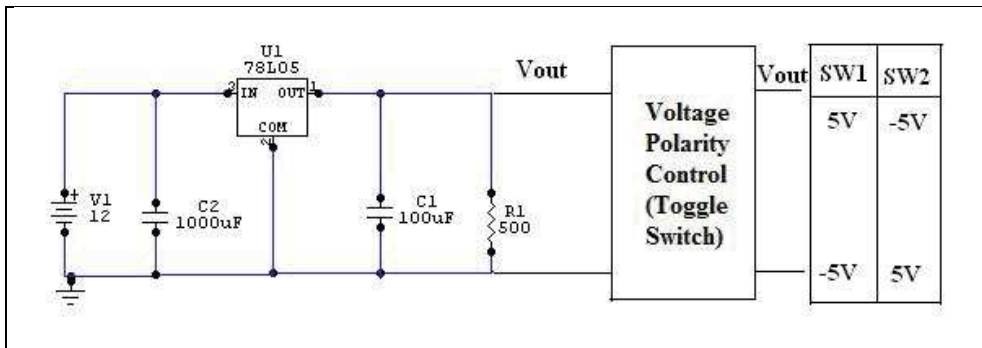 U1
78L05
3 IN OUT 1
COM
2
V1
12
C2
1000uF
C1
100uF
R1
500
Vout
Voltage
Polarity
Control
(Toggle
Switch)
Vout
SW1 SW2
5V -5V
-5V 5V